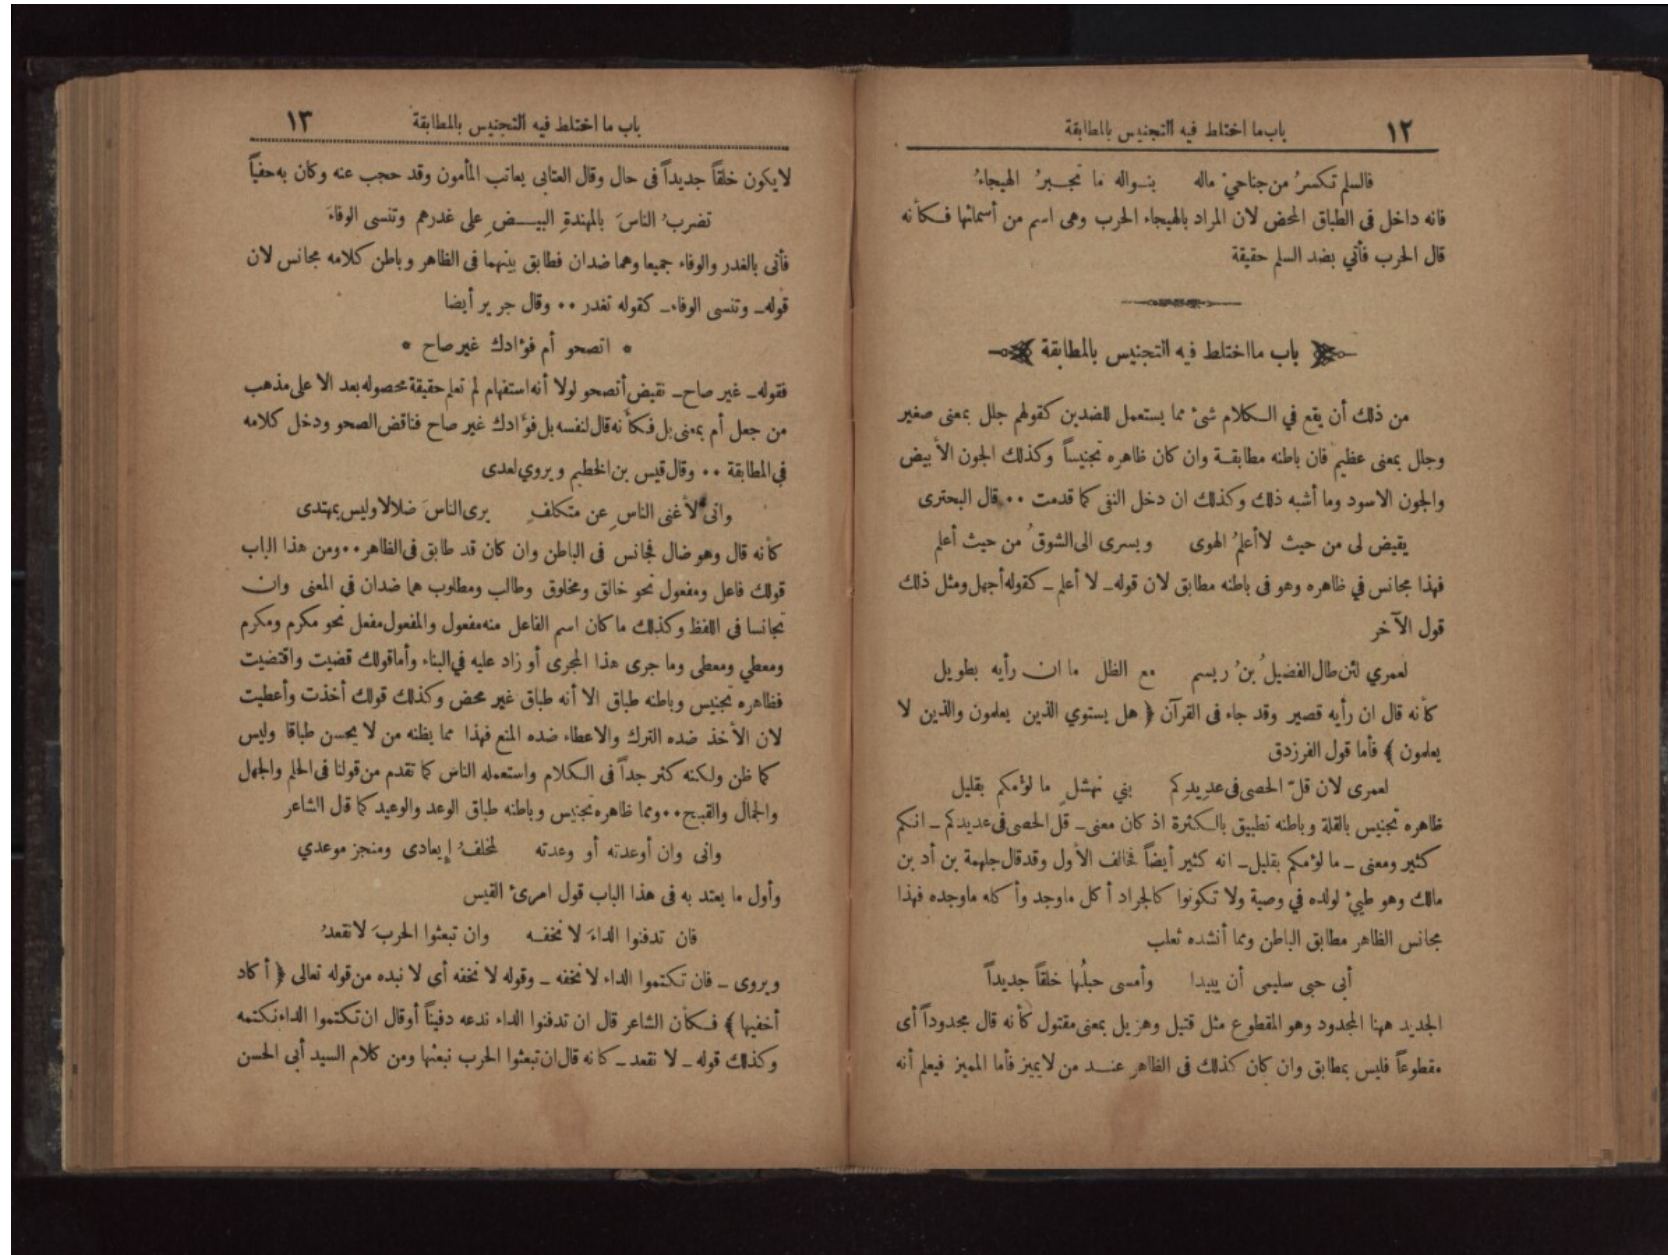 ١٢
باب ما اختلط فيه التجنيس بالمطابقة
فالسلم تكسرُ من جناحيْ ماله بنواله ما تجبرُ الهيجاءُ
فانه داخل فى الطباق المحض لان المراد بالهيجاء الحرب وهى اسم من أسمائها فكأنه
قال الحرب فأتي بضد السلم حقيقة
باب ما اختلط فيه التجنيس بالمطابقة
من ذلك أن يقع في الكلام شئ مما يستعمل للضدين كقولهم جلل بمعنى صغير
وجلل بمعنى عظيم فان باطنه مطابقة وان كان ظاهره تجنيساً وكذلك الجون الأبيض
والجون الاسود وما أشبه ذلك وكذلك ان دخل النفى كما قدمت ٠٠ قال البحترى
يقيض لى من حيث لا أعلمُ الهوى ويسرى الى الشوقُ من حيث أعلم
فهذا مجانس في ظاهره وهو فى باطنه مطابق لان قوله ـ لا أعلم ـ كقوله أجهل ومثل ذلك
قول الآخر
لعمري لئن طال الفضيلُ بنُ ريسم مع الظل ما ان رأيه بطويل
كأنه قال ان رأيه قصير وقد جاء فى القرآن ﴿ هل يستوي الذين يعلمون والذين لا
يعلمون ﴾ فأما قول الفرزدق
لعمرى لان قلّ الحصى فى عديدِكم بني نهشلٍ ما لؤمكم بقليل
ظاهره تجنيس بالقلة وباطنه تطبيق بالكثرة اذ كان معنى ـ قل الحصى فى عديدكم ـ انكم
كثير ومعنى ـ ما لؤمكم بقليل ـ انه كثير أيضاً فخالف الأول وقد قال جلهمة بن أد بن
مالك وهو طيئ لولده في وصية ولا تكونوا كالجراد أكل ماوجد وأكله ماوجده فهذا
مجانس الظاهر مطابق الباطن ومما أنشده ثعلب
أبى حبى سليمى أن يبيدا وأمسى حبلُها خلقاً جديداً
الجديد ههنا المجدود وهو المقطوع مثل قتيل وهزيل بمعنى مقتول كأنه قال مجدوداً أى
مقطوعاً فليس بمطابق وان كان كذلك فى الظاهر عند من لايميز فأما المميز فيعلم أنه
باب ما اختلط فيه التجنيس بالمطابقة
١٣
لايكون خلقاً جديداً فى حال وقال العتابى يعاتب المأمون وقد حجب عنه وكان به حفياً
تضربُ الناسَ بالمهندةِ البيضِ على غدرهم وتنسى الوفاءَ
فأتى بالغدر والوفاء جميعا وهما ضدان فطابق بينهما فى الظاهر وباطن كلامه مجانس لان
قوله ـ وتنسى الوفاء ـ كقوله تغدر ٠٠ وقال جرير أيضا
* اتصحو أم فؤادك غير صاح *
فقوله ـ غير صاح ـ نقيض أتصحو لولا أنه استفهام لم تعلم حقيقة محصوله بعد الا على مذهب
من جعل أم بمعنى بل فكأنه قال لنفسه بل فؤادك غير صاح فناقض الصحو ودخل كلامه
فى المطابقة ٠٠ وقال قيس بن الخطيم ويروي لعدى
وانى لأغنى الناسِ عن متكلفٍ يرى الناسَ ضلالا وليس بمهتدى
كأنه قال وهو ضال فجانس فى الباطن وان كان قد طابق فى الظاهر ٠٠ ومن هذا الباب
قولك فاعل ومفعول نحو خالق ومخلوق وطالب ومطلوب هما ضدان في المعنى وان
تجانسا فى اللفظ وكذلك ما كان اسم الفاعل منه مفعول والمفعول مفعل نحو مكرم ومكرم
ومعطي ومعطى وما جرى هذا المجرى أو زاد عليه في البناء وأماقولك قضيت واقتضيت
فظاهره تجنيس وباطنه طباق الا أنه طباق غير محض وكذلك قولك أخذت وأعطيت
لان الأخذ ضده الترك والاعطاء ضده المنع فهذا مما يظنه من لا يحسن طباقا وليس
كما ظن ولكنه كثر جداً فى الكلام واستعمله الناس كما تقدم من قولنا فى الحلم والجهل
والجمال والقبح ٠٠ ومما ظاهره تجنيس وباطنه طباق الوعد والوعيد كما قال الشاعر
وانى وان أوعدته أو وعدته لمخلفُ إيعادى ومنجز موعدي
وأول ما يعتد به فى هذا الباب قول امرئ القيس
فان تدفنوا الداءَ لا نخفه وان تبعثوا الحربَ لا نقعدُ
ويروى ـ فان تكتموا الداء لا نخفه ـ وقوله لا نخفه أي لا نبده من قوله تعالى ﴿ أكاد
أخفيها ﴾ فكأن الشاعر قال ان تدفنوا الداء ندعه دفيناً أوقال ان تكتموا الداء نكتمه
وكذلك قوله ـ لا نقعد ـ كانه قال ان تبعثوا الحرب نبعثها ومن كلام السيد أبى الحسن